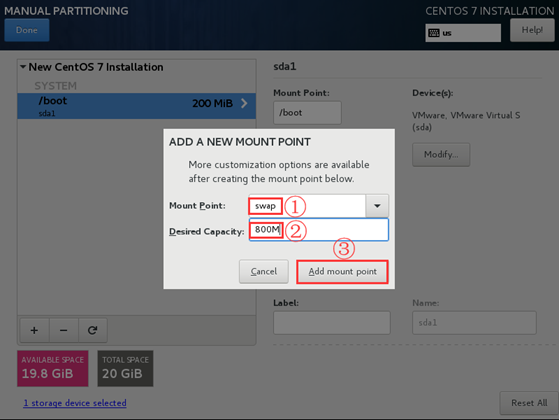 MANUAL PARTITIONING
CENTOS 7 INSTALLATION
Done
us
Help!
New CentOS 7 Installation
SYSTEM
/boot
200 MiB
sda1
sda1
Mount Point:
Device(s):
/boot
VMware, VMware Virtual S
(sda)
Modify...
ADD A NEW MOUNT POINT
More customization options are available
after creating the mount point below.
Mount Point:
swap
①
Desired Capacity:
800M
②
③
Cancel
Add mount point
Label:
Name:
sda1
+
−
AVAILABLE SPACE
19.8 GiB
TOTAL SPACE
20 GiB
1 storage device selected
Reset All